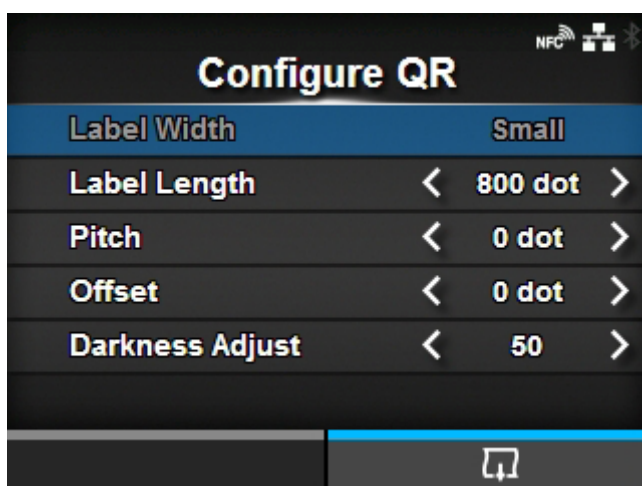 NFC
Configure QR
Label Width Small
Label Length 800 dot
Pitch 0 dot
Offset 0 dot
Darkness Adjust 50